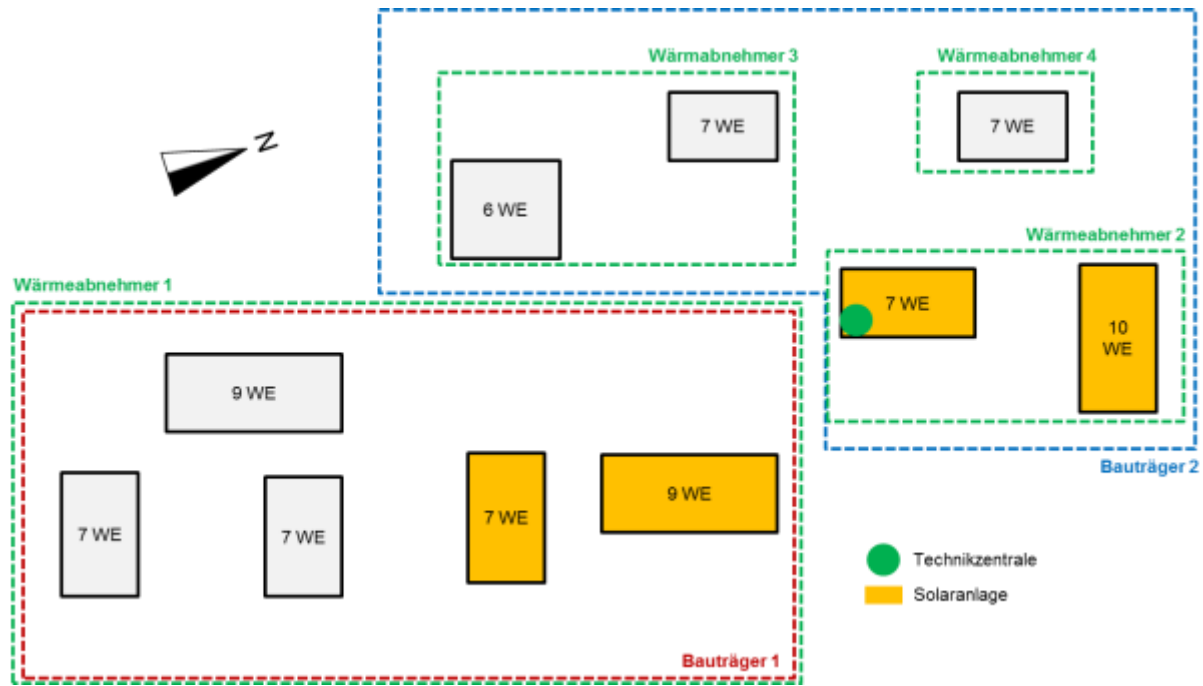 Wärmabnehmer 3
Wärmeabnehmer 4
7 WE
7 WE
N
6 WE
Wärmeabnehmer 2
Wärmeabnehmer 1
7 WE
10
WE
9 WE
Bauträger 2
7 WE
7 WE
7 WE
9 WE
Technikzentrale
Solaranlage
Bauträger 1